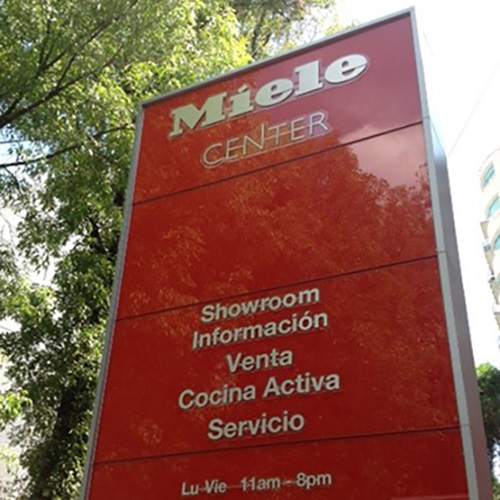 Miele
CENTER
Showroom
Información
Venta
Cocina Activa
Servicio
Lu-Vie 11am - 8pm